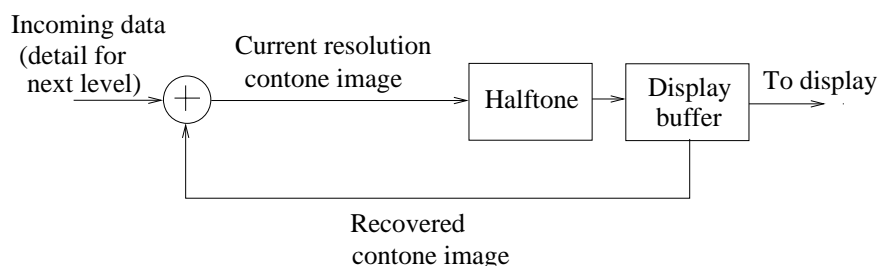 Incoming data
(detail for
next level)
Current resolution
contone image
+
Halftone
Display
buffer
To display
Recovered
contone image